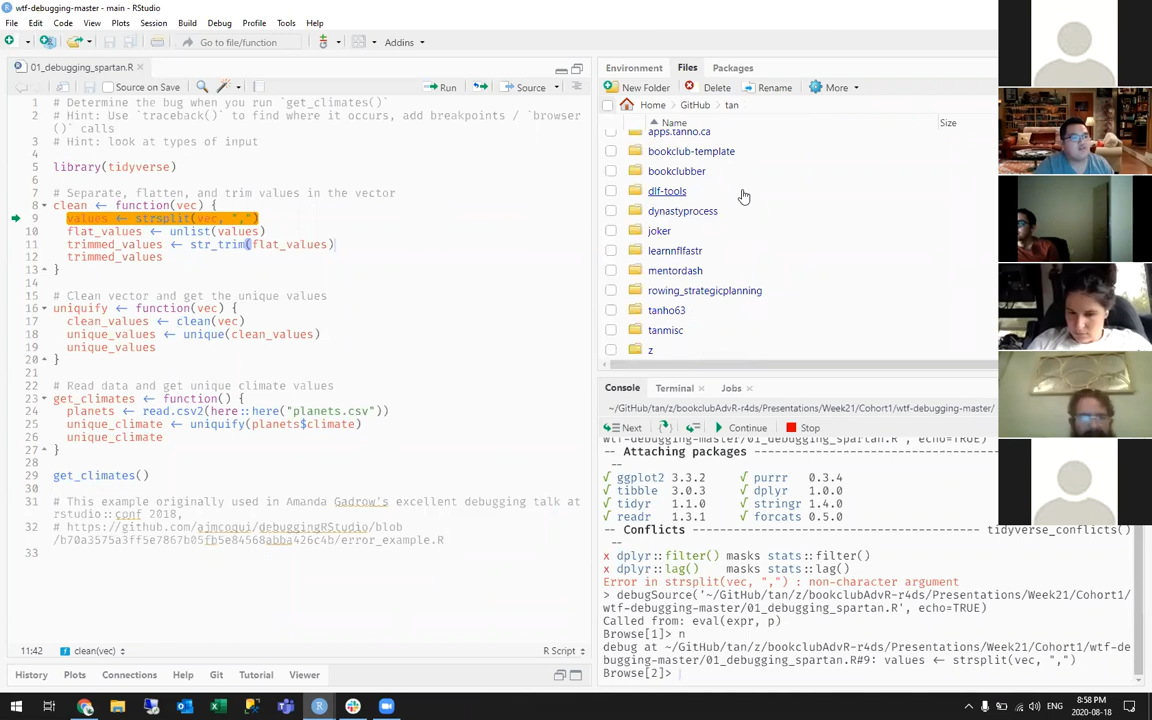 wtf-debugging-master - main - RStudio
File Edit Code View Plots Session Build Debug Profile Tools Help
Go to file/function
Addins
01_debugging_spartan.R
Source on Save
Run
Source
1 # Determine the bug when you run `get_climates()`
2 # Hint: Use `traceback()` to find where it occurs, add breakpoints / `browser
()` calls
3 # Hint: look at types of input
4
5 library(tidyverse)
6
7 # Separate, flatten, and trim values in the vector
8 clean ← function(vec) {
9 values ← strsplit(vec, ",")
10 flat_values ← unlist(values)
11 trimmed_values ← str_trim(flat_values)
12 trimmed_values
13 }
14
15 # Clean vector and get the unique values
16 uniquify ← function(vec) {
17 clean_values ← clean(vec)
18 unique_values ← unique(clean_values)
19 unique_values
20 }
21
22 # Read data and get unique climate values
23 get_climates ← function() {
24 planets ← read.csv2(here::here("planets.csv"))
25 unique_climate ← uniquify(planets$climate)
26 unique_climate
27 }
28
29 get_climates()
30
31 # This example originally used in Amanda Gadrow's excellent debugging talk at
rstudio::conf 2018,
32 # https://github.com/ajmcoqui/debuggingRStudio/blob
/b70a3575a3ff5e7867b05fb5e84568abba426c4b/error_example.R
33
11:42 clean(vec) R Script
History Plots Connections Help Git Tutorial Viewer
Environment Files Packages
New Folder Delete Rename More
Home GitHub tan
Name Size
apps.tanno.ca
bookclub-template
bookclubber
dlf-tools
dynastyprocess
joker
learnnflfastr
mentordash
rowing_strategicplanning
tanho63
tanmisc
z
Console Terminal Jobs
~/GitHub/tan/z/bookclubAdvR-r4ds/Presentations/Week21/Cohort1/wtf-debugging-master/
Next Continue Stop
wtf-debugging-master/01_debugging_spartan.R', echo=TRUE)
-- Attaching packages
--
√ ggplot2 3.3.2 √ purrr 0.3.4
√ tibble 3.0.3 √ dplyr 1.0.0
√ tidyr 1.1.0 √ stringr 1.4.0
√ readr 1.3.1 √ forcats 0.5.0
-- Conflicts ---------- tidyverse_conflicts()
--
x dplyr::filter() masks stats::filter()
x dplyr::lag() masks stats::lag()
Error in strsplit(vec, ",") : non-character argument
> debugSource('~/GitHub/tan/z/bookclubAdvR-r4ds/Presentations/Week21/Cohort1/
wtf-debugging-master/01_debugging_spartan.R', echo=TRUE)
Called from: eval(expr, p)
Browse[1]> n
debug at ~/GitHub/tan/z/bookclubAdvR-r4ds/Presentations/Week21/Cohort1/wtf-de
bugging-master/01_debugging_spartan.R#9: values ← strsplit(vec, ",")
Browse[2]>
ENG
8:58 PM
2020-08-18